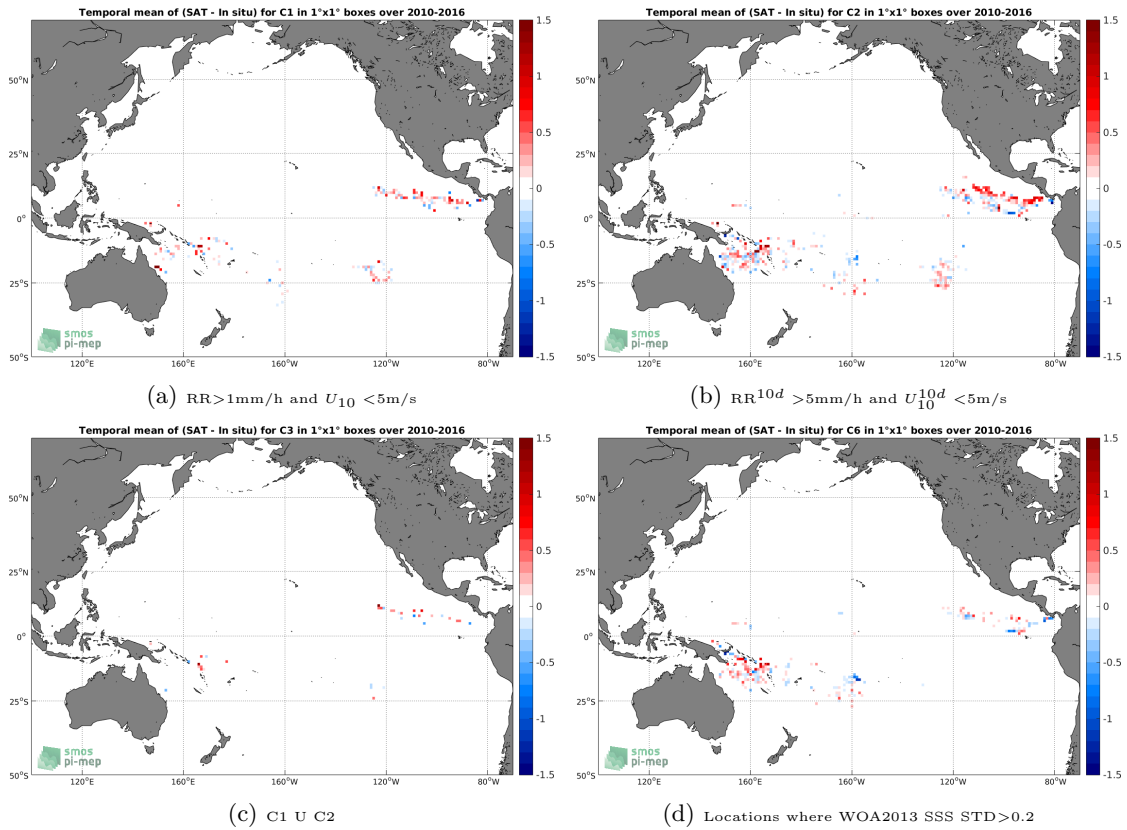 Temporal mean of (SAT - In situ) for C1 in 1°x1° boxes over 2010-2016
50°N
25°N
0°
25°S
50°S
120°E
160°E
160°W
120°W
80°W
1.5
1
0.5
0
-0.5
-1
-1.5
smos
pi-mep
(a) RR>1mm/h and U10 <5m/s
Temporal mean of (SAT - In situ) for C2 in 1°x1° boxes over 2010-2016
50°N
25°N
0°
25°S
50°S
120°E
160°E
160°W
120°W
80°W
1.5
1
0.5
0
-0.5
-1
-1.5
smos
pi-mep
(b) RR^10d >5mm/h and U10^10d <5m/s
Temporal mean of (SAT - In situ) for C3 in 1°x1° boxes over 2010-2016
50°N
25°N
0°
25°S
50°S
120°E
160°E
160°W
120°W
80°W
1.5
1
0.5
0
-0.5
-1
-1.5
smos
pi-mep
(c) C1 U C2
Temporal mean of (SAT - In situ) for C6 in 1°x1° boxes over 2010-2016
50°N
25°N
0°
25°S
50°S
120°E
160°E
160°W
120°W
80°W
1.5
1
0.5
0
-0.5
-1
-1.5
smos
pi-mep
(d) Locations where WOA2013 SSS STD>0.2